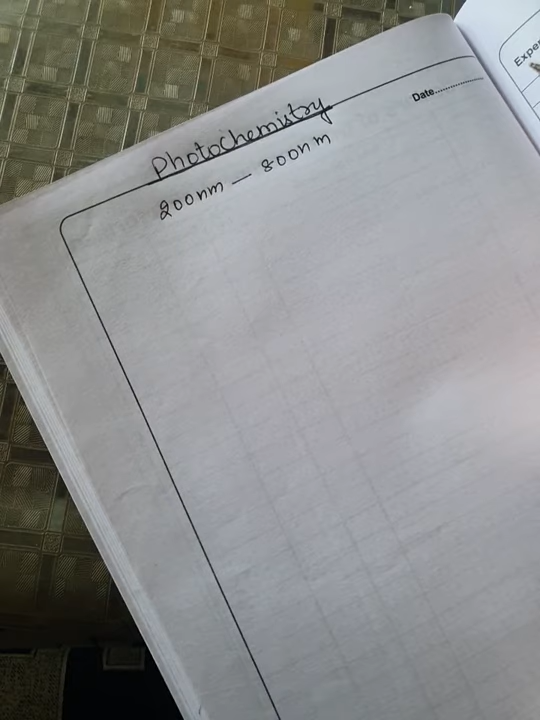 Photochemistry
Date...............
200nm — 800nm